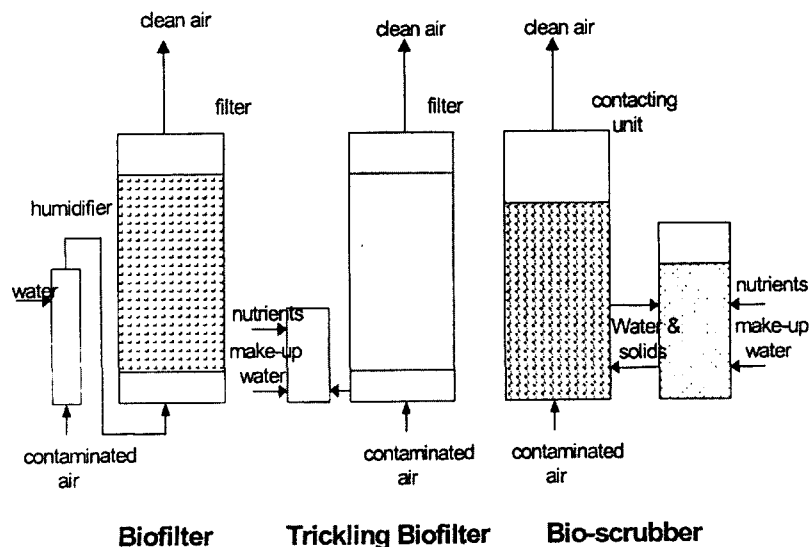 clean air
clean air
clean air
filter
filter
contacting
unit
humidifier
water
nutrients
make-up
water
Water &
solids
nutrients
make-up
water
contaminated
air
contaminated
air
contaminated
air
Biofilter
Trickling Biofilter
Bio-scrubber